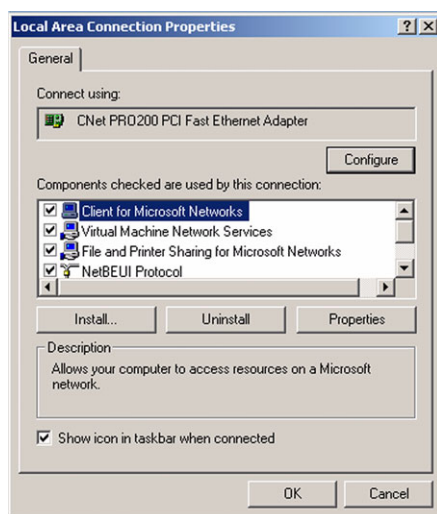 Local Area Connection Properties
General
Connect using:
CNet PRO200 PCI Fast Ethernet Adapter
Configure
Components checked are used by this connection:
Client for Microsoft Networks
Virtual Machine Network Services
File and Printer Sharing for Microsoft Networks
NetBEUI Protocol
Install... Uninstall Properties
Description
Allows your computer to access resources on a Microsoft
network.
Show icon in taskbar when connected
OK Cancel